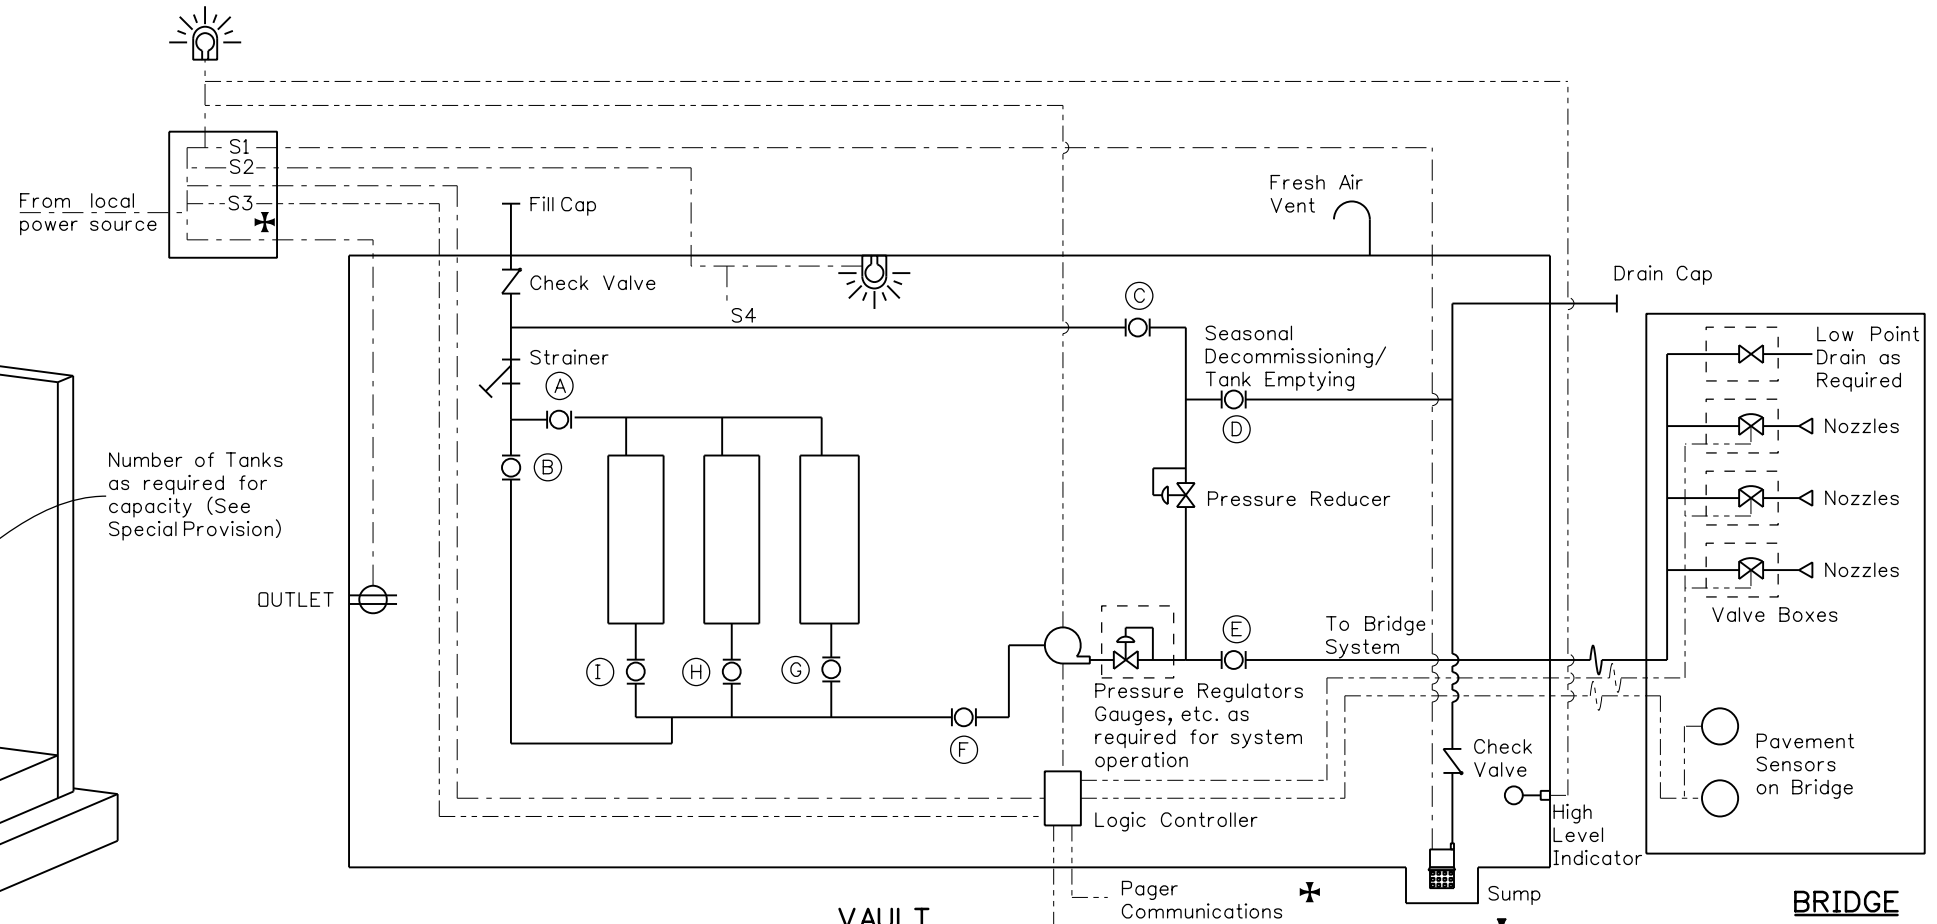 S1
S2
S3
From local
power source
Fill Cap
Fresh Air
Vent
Check Valve
Drain Cap
S4
C
Seasonal
Decommissioning/
Tank Emptying
D
Strainer
A
B
Low Point
Drain as
Required
Nozzles
Nozzles
Nozzles
Valve Boxes
Number of Tanks
as required for
capacity (See
Special Provision)
Pressure Reducer
OUTLET
E
To Bridge
System
I
H
G
F
Pressure Regulators
Gauges, etc. as
required for system
operation
Check
Valve
Pavement
Sensors
on Bridge
Logic Controller
High
Level
Indicator
Pager
Communications
Sump
VAULT
BRIDGE